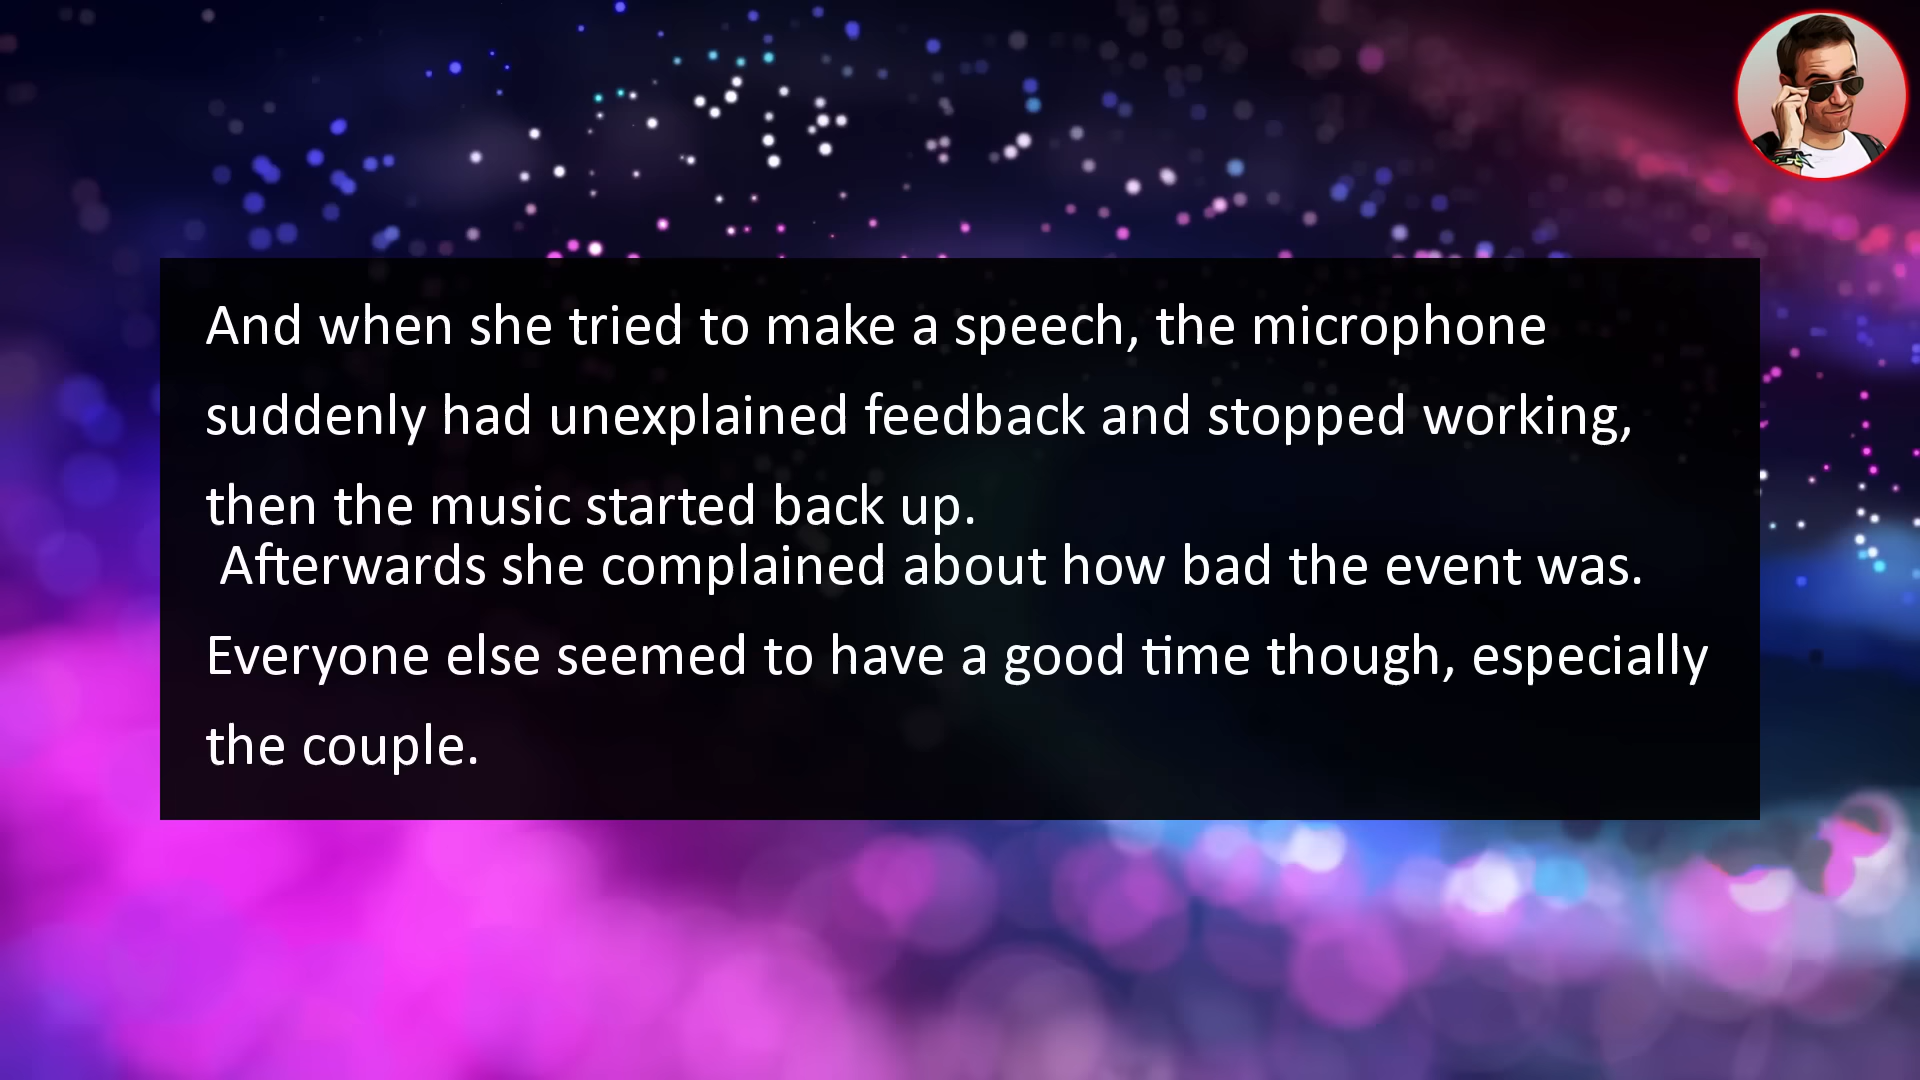 And when she tried to make a speech, the microphone
suddenly had unexplained feedback and stopped working,
then the music started back up.
Afterwards she complained about how bad the event was.
Everyone else seemed to have a good time though, especially
the couple.